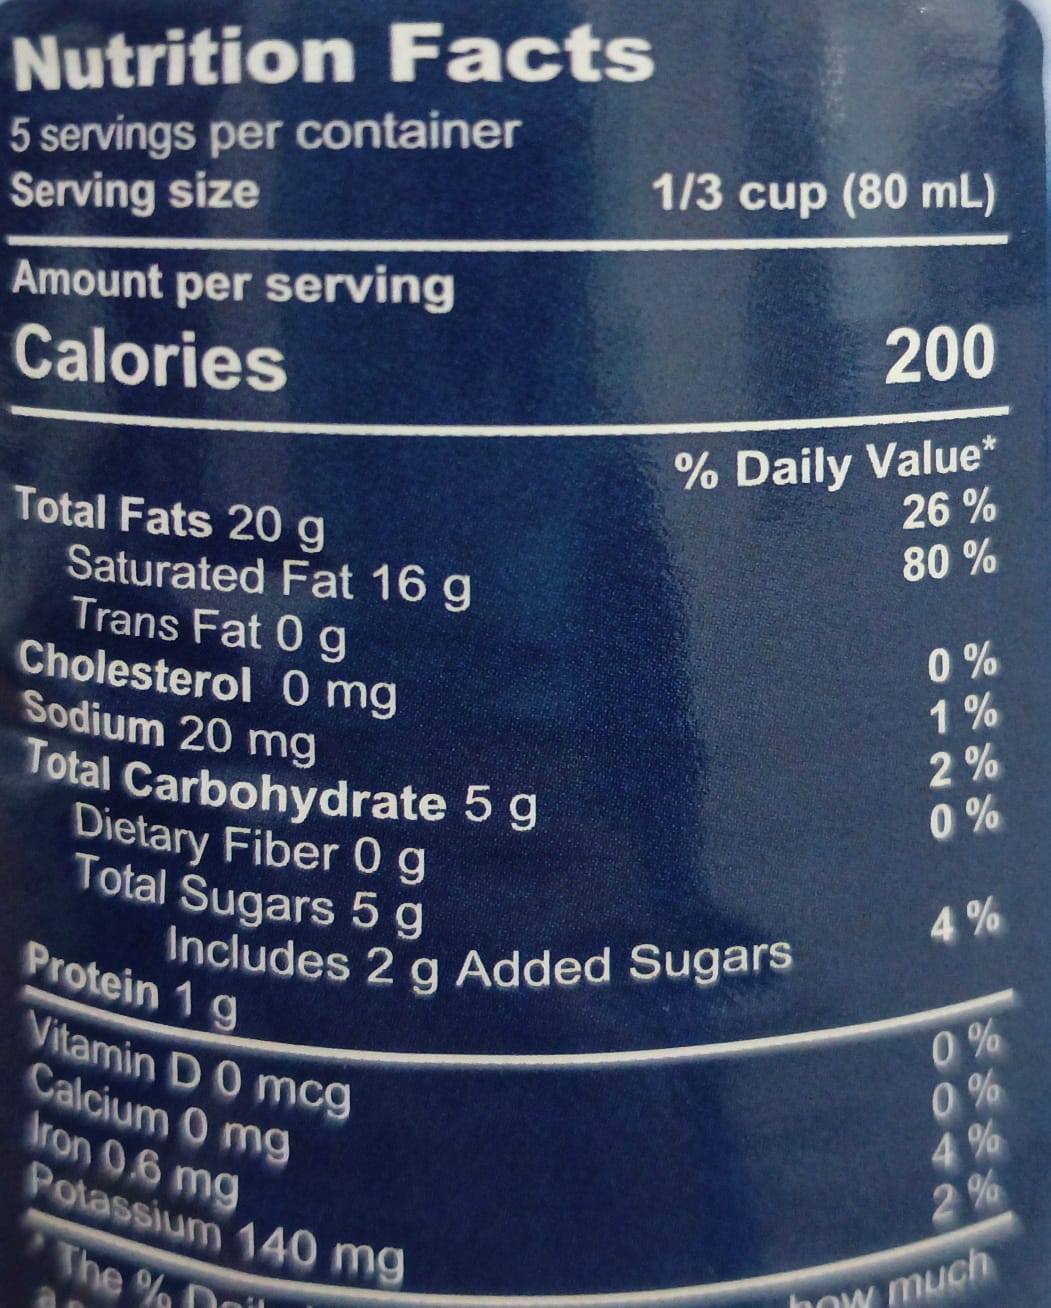 Nutrition Facts
5 servings per container
Serving size 1/3 cup (80 mL)
Amount per serving
Calories 200
% Daily Value*
Total Fats 20 g 26 %
Saturated Fat 16 g 80 %
Trans Fat 0 g
Cholesterol 0 mg 0 %
Sodium 20 mg 1 %
Total Carbohydrate 5 g 2 %
Dietary Fiber 0 g 0 %
Total Sugars 5 g
Includes 2 g Added Sugars 4 %
Protein 1 g
Vitamin D 0 mcg 0 %
Calcium 0 mg 0 %
Iron 0.6 mg 4 %
Potassium 140 mg 2 %
* The % how much